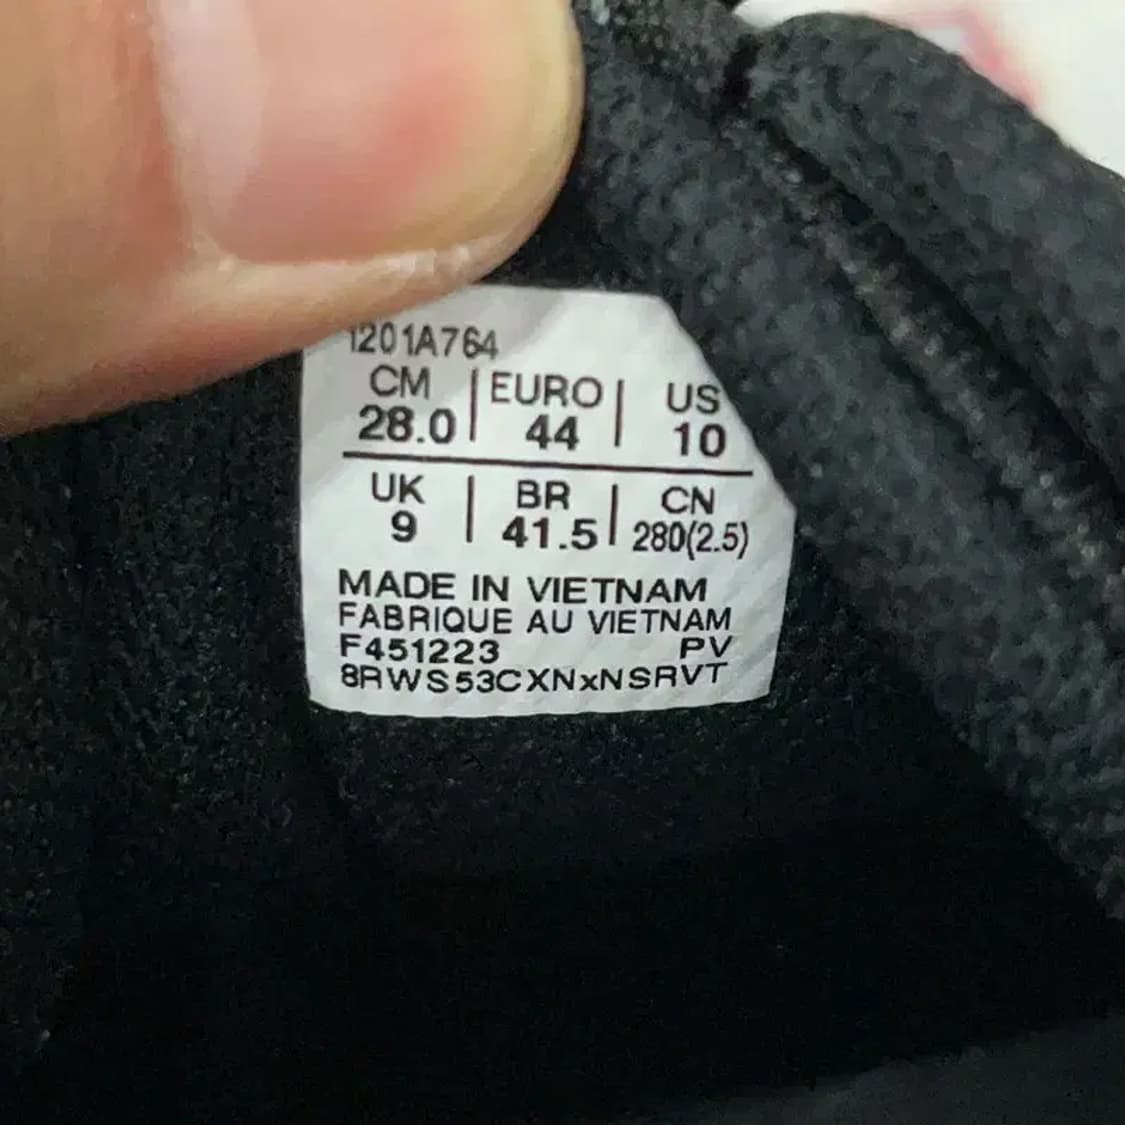 1201A764
CM | EURO | US
28.0 | 44 | 10
UK | BR | CN
9 | 41.5 | 280(2.5)
MADE IN VIETNAM
FABRIQUE AU VIETNAM
F451223 PV
8RWS53CXNxNSRVT